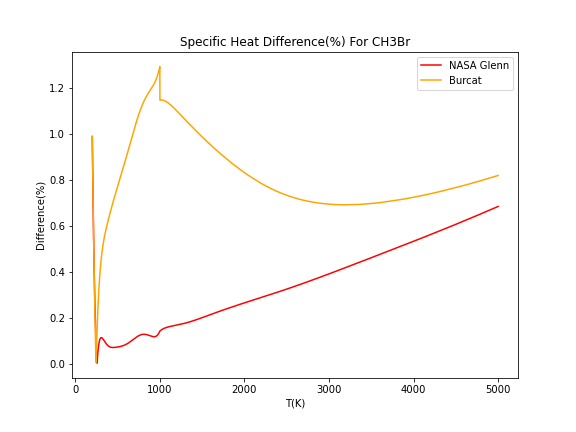 Specific Heat Difference(%) For CH3Br
NASA Glenn
Burcat
Difference(%)
1.2
1.0
0.8
0.6
0.4
0.2
0.0
0
1000
2000
3000
4000
5000
T(K)